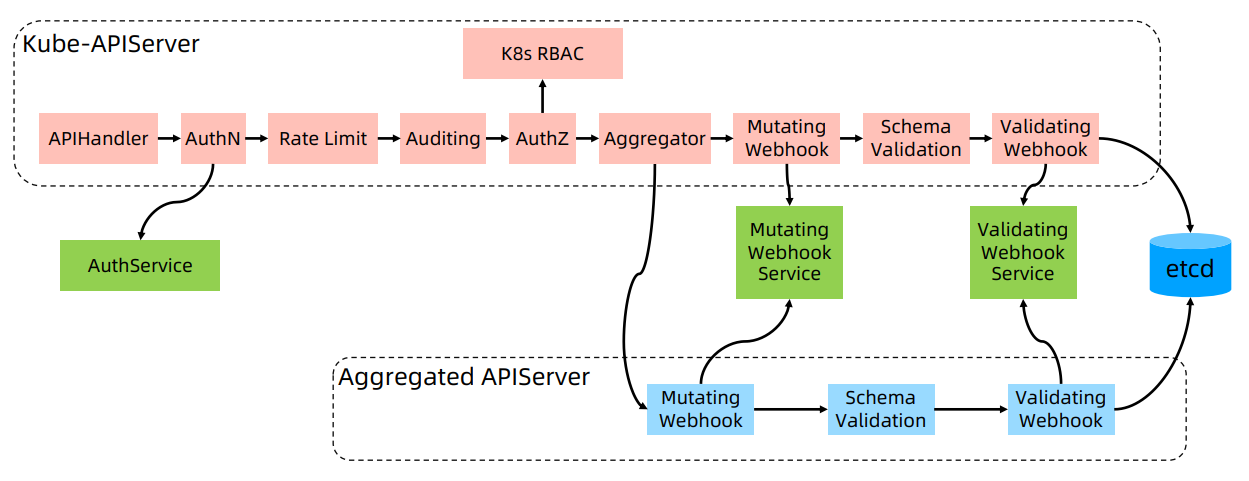 Kube-APIServer
K8s RBAC
APIHandler
AuthN
Rate Limit
Auditing
AuthZ
Aggregator
Mutating
Webhook
Schema
Validation
Validating
Webhook
AuthService
Mutating
Webhook
Service
Validating
Webhook
Service
etcd
Aggregated APIServer
Mutating
Webhook
Schema
Validation
Validating
Webhook